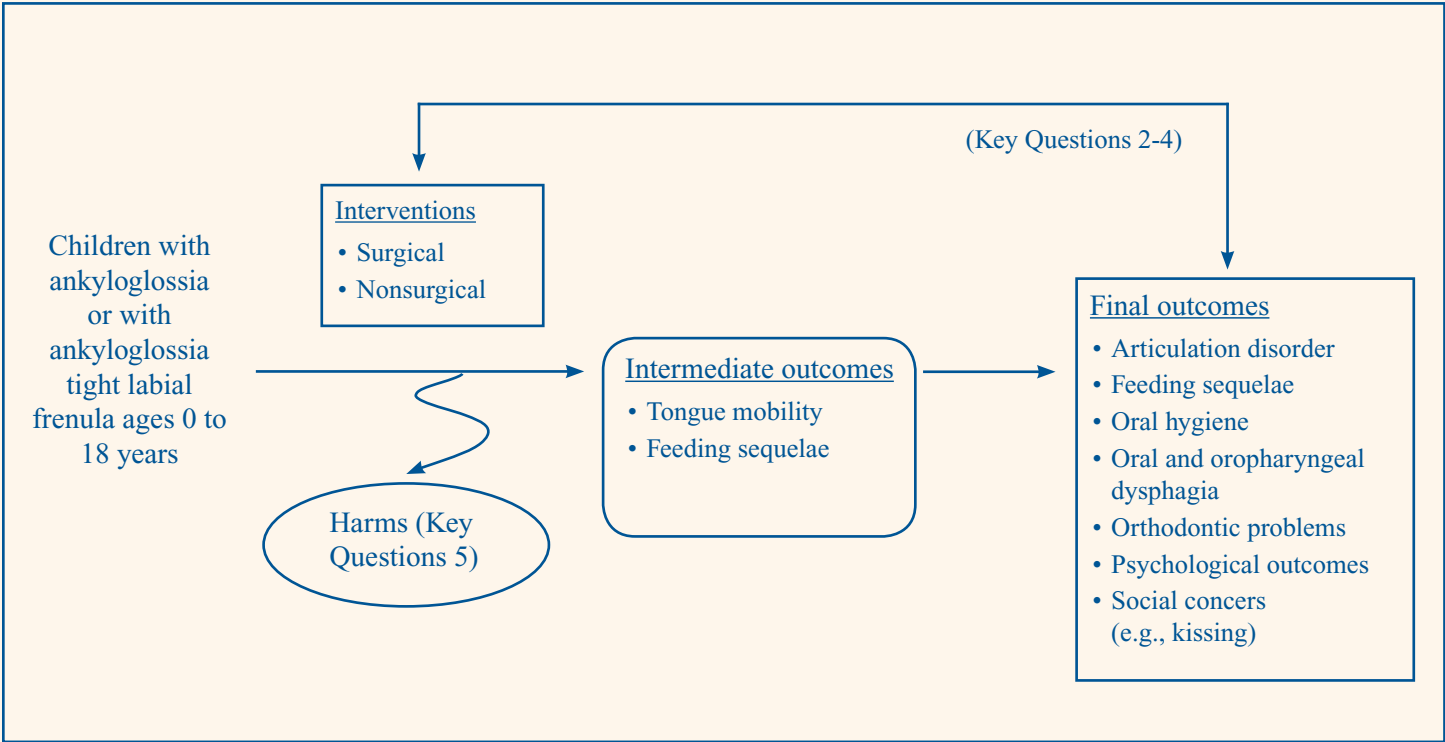 (Key Questions 2-4)
Interventions
• Surgical
• Nonsurgical
Children with
ankyloglossia
or with
ankyloglossia
tight labial
frenula ages 0 to
18 years
Harms (Key
Questions 5)
Intermediate outcomes
• Tongue mobility
• Feeding sequelae
Final outcomes
• Articulation disorder
• Feeding sequelae
• Oral hygiene
• Oral and oropharyngeal
dysphagia
• Orthodontic problems
• Psychological outcomes
• Social concers
(e.g., kissing)